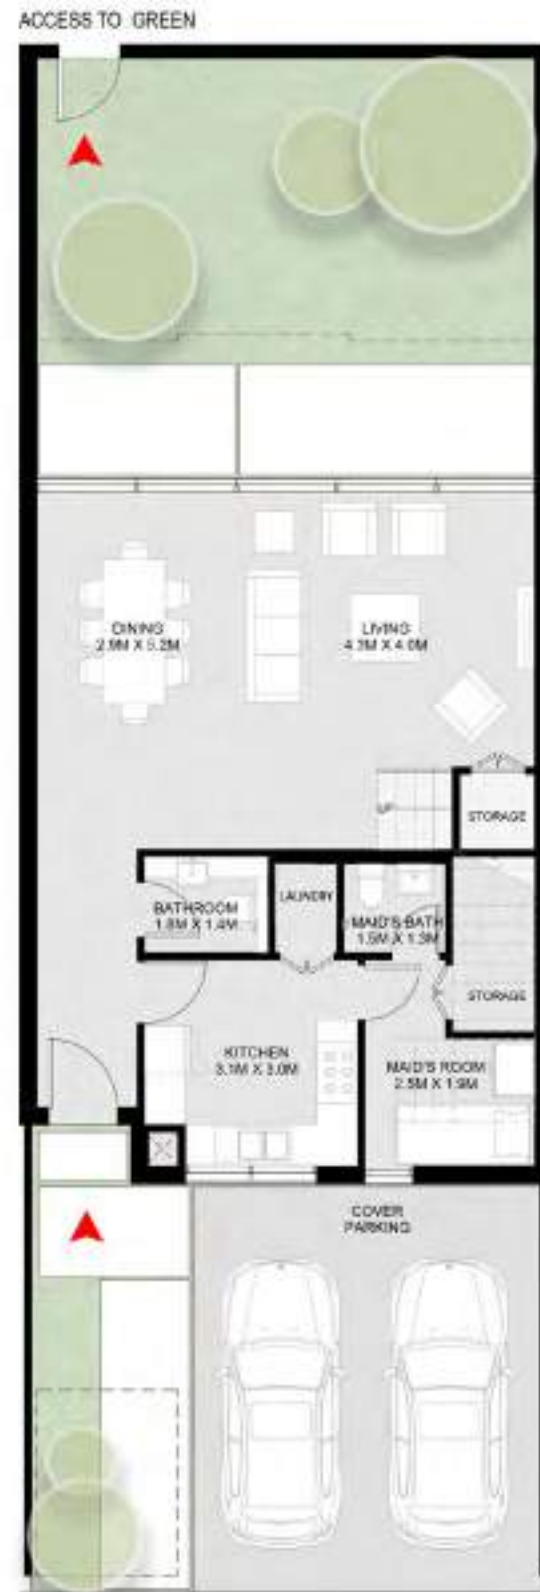 ACCESS TO GREEN
DINING
2.9M X 5.2M
LIVING
4.3M X 4.0M
UP
STORAGE
BATHROOM
1.8M X 1.4M
LAUNDRY
MAID'S BATH
1.5M X 1.3M
STORAGE
KITCHEN
3.1M X 3.0M
MAID'S ROOM
2.5M X 1.9M
COVER
PARKING